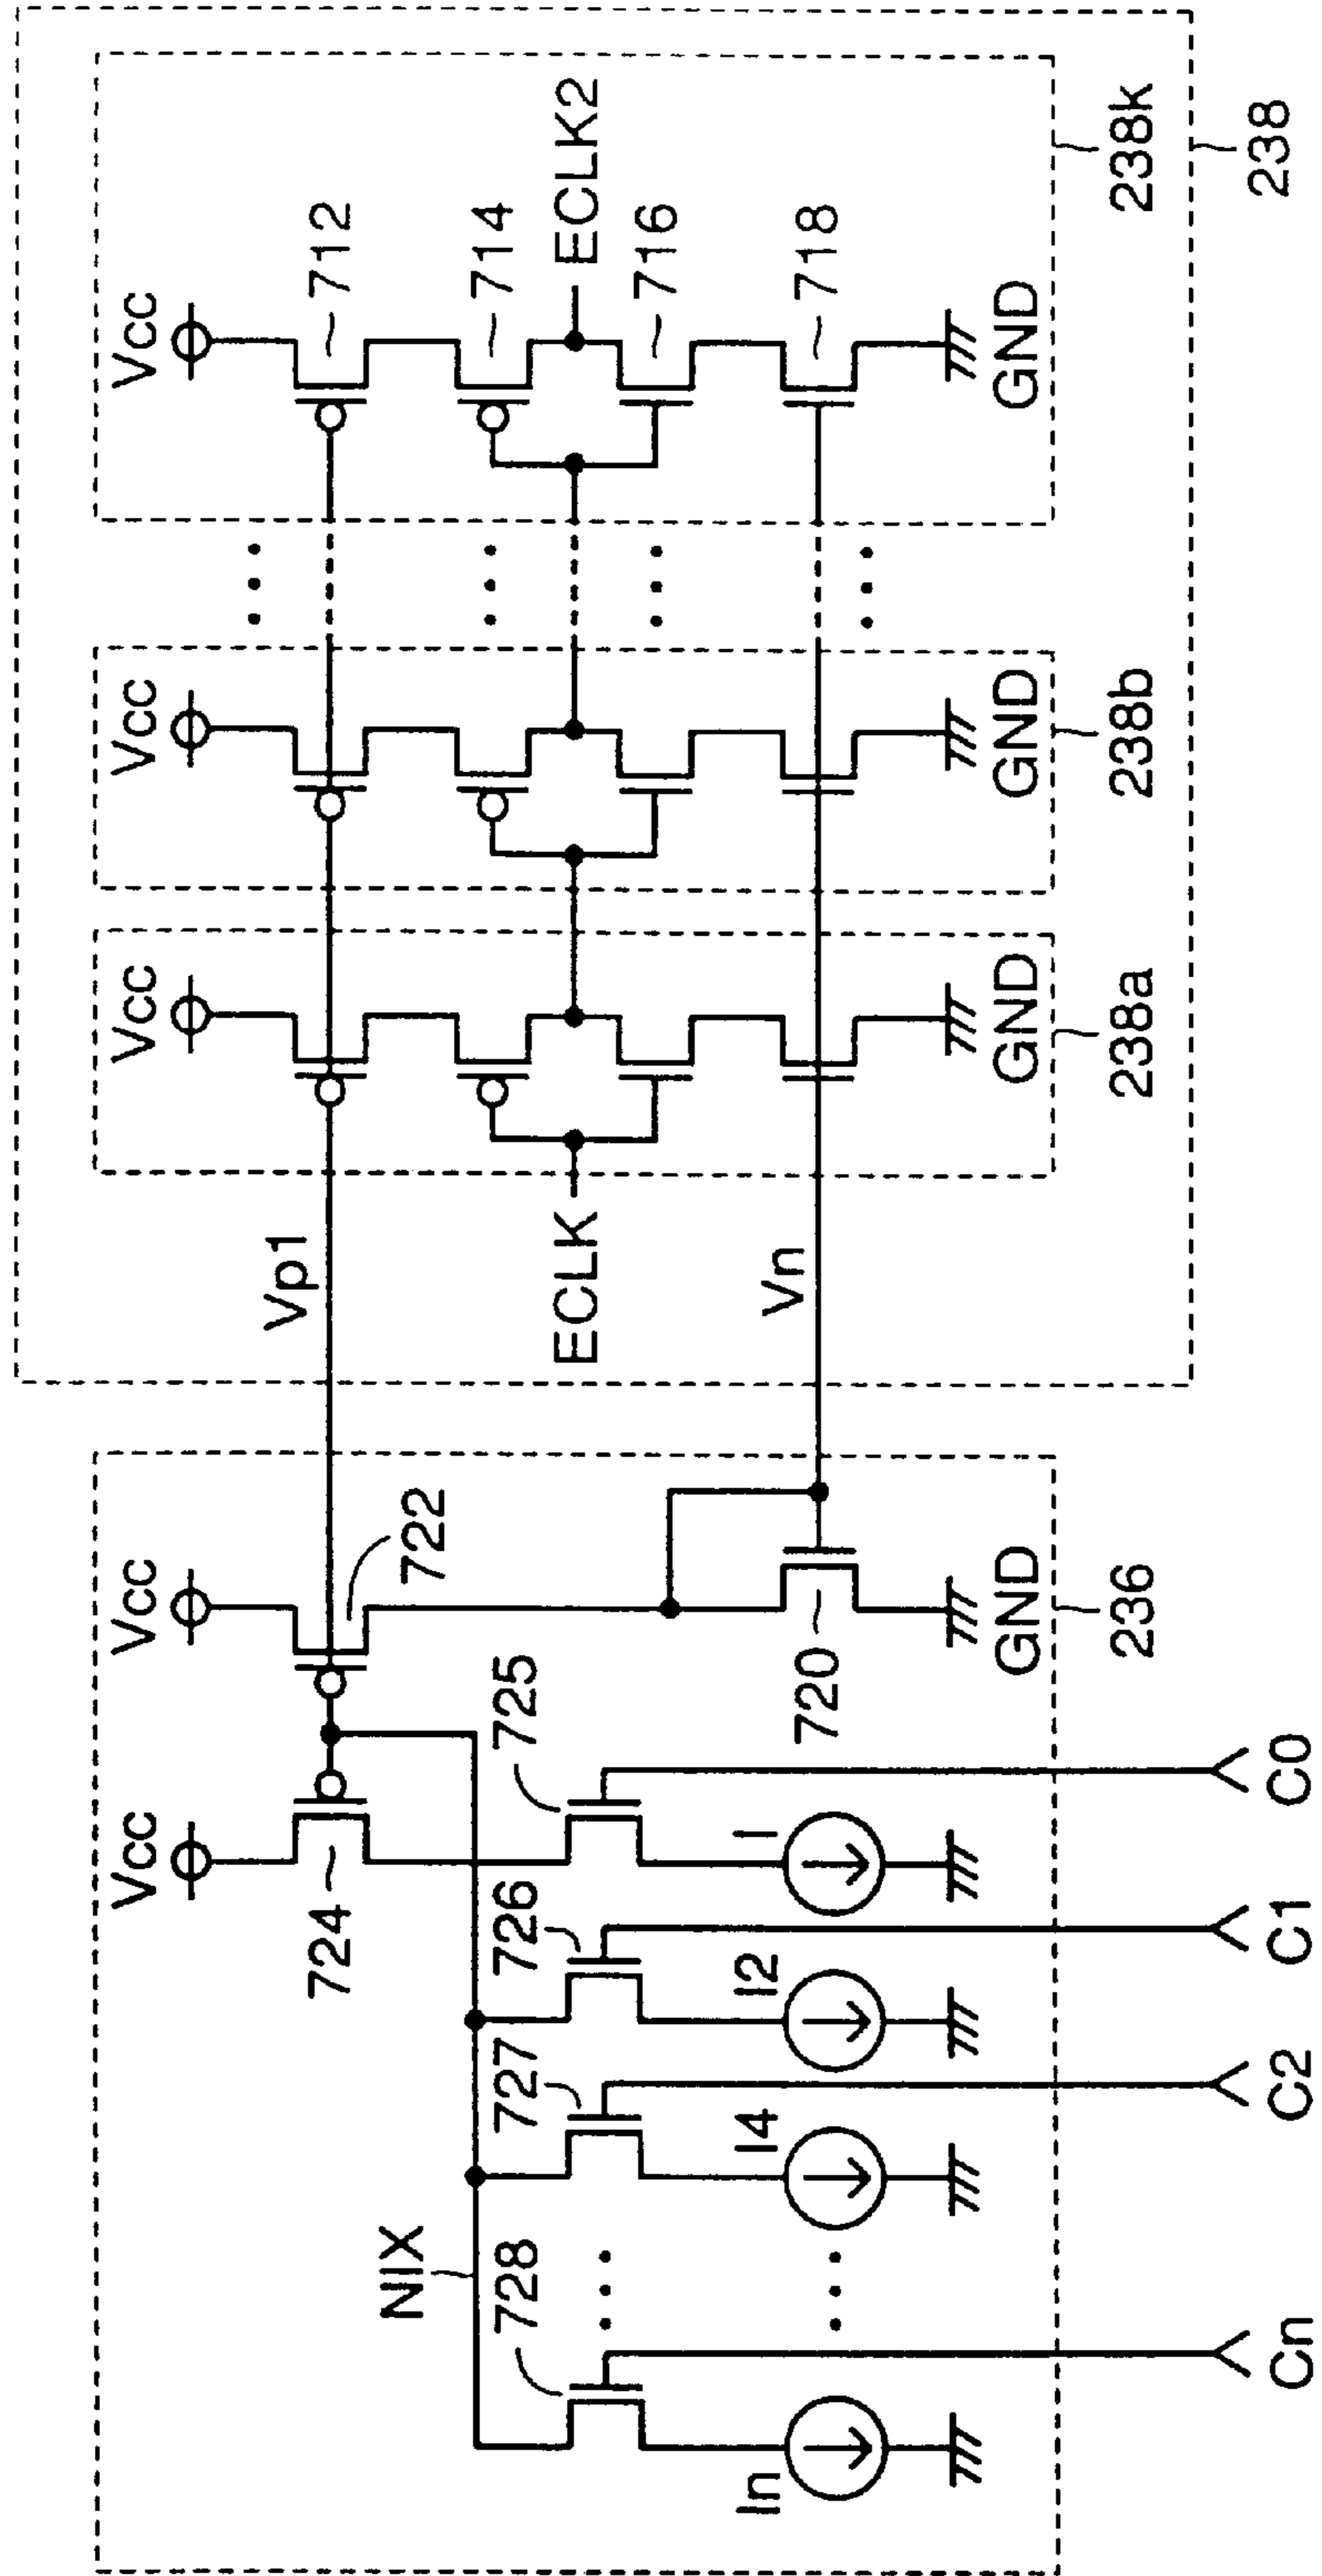 Vcc
Vcc
Vcc
Vcc
Vcc
722
724
Vp1
712
NIX
714
728
727
726
725
ECLK
ECLK2
716
In
I4
I2
I
720
Vn
718
GND
GND
GND
GND
236
238a
238b
238k
Cn
C2
C1
C0
238